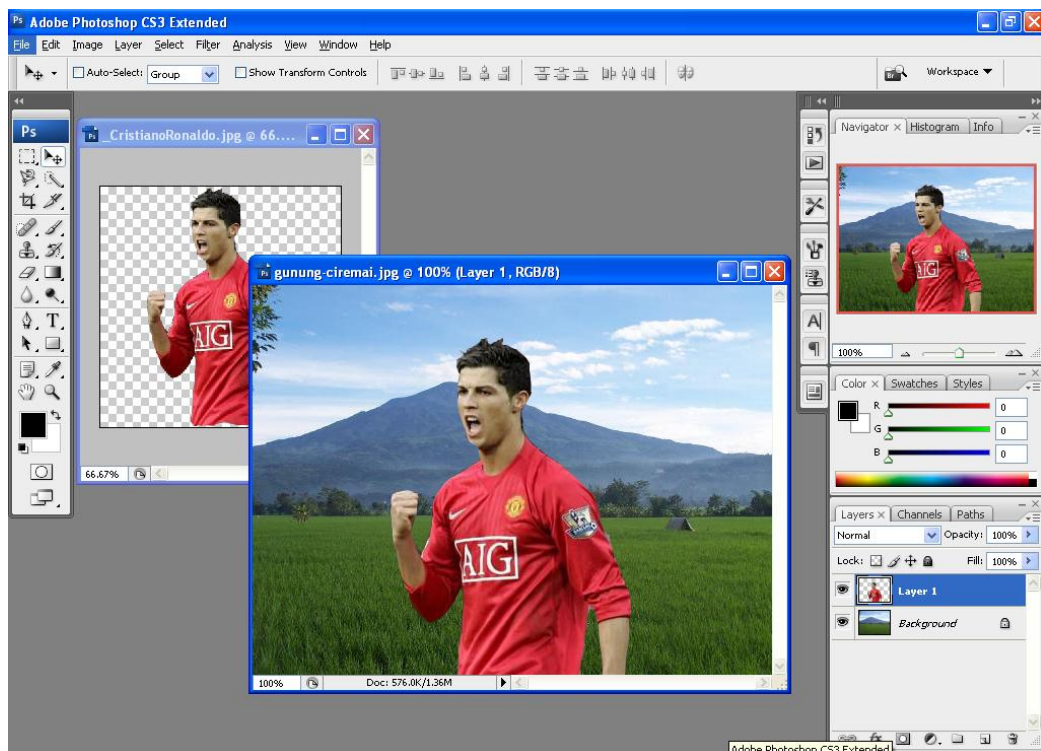 Ps Adobe Photoshop CS3 Extended
File Edit Image Layer Select Filter Analysis View Window Help
Auto-Select: Group Show Transform Controls Br Workspace
Ps
_CristianoRonaldo.jpg @ 66....
Navigator Histogram Info
AIG
66.67%
gunung-ciremai.jpg @ 100% (Layer 1, RGB/8)
AIG
100% Doc: 576.0K/1.36M
AIG
100%
Color Swatches Styles
R 0
G 0
B 0
Layers Channels Paths
Normal Opacity: 100%
Lock: Fill: 100%
Layer 1
Background
Adobe Photoshop CS3 Extended